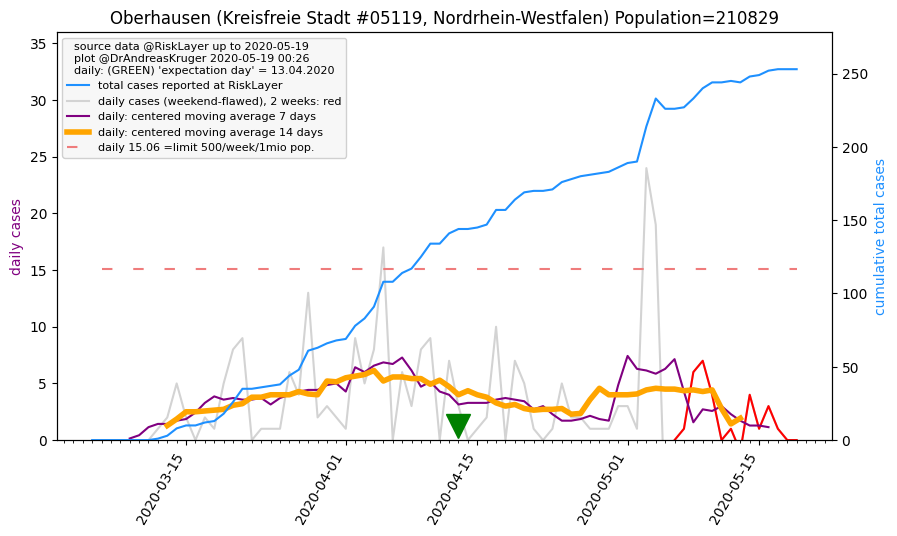 Oberhausen (Kreisfreie Stadt #05119, Nordrhein-Westfalen) Population=210829
source data @RiskLayer up to 2020-05-19
plot @DrAndreasKruger 2020-05-19 00:26
daily: (GREEN) 'expectation day' = 13.04.2020
total cases reported at RiskLayer
daily cases (weekend-flawed), 2 weeks: red
daily: centered moving average 7 days
daily: centered moving average 14 days
daily 15.06 =limit 500/week/1mio pop.
daily cases
35
30
25
20
15
10
5
0
cumulative total cases
250
200
150
100
50
0
2020-03-15
2020-04-01
2020-04-15
2020-05-01
2020-05-15